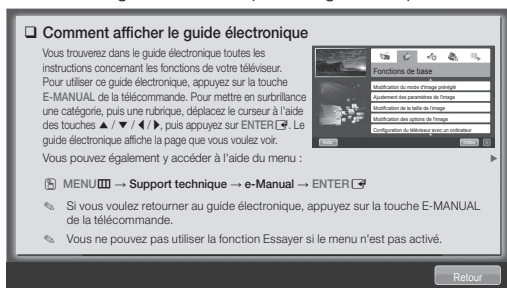 ❑ Comment afficher le guide électronique
Vous trouverez dans le guide électronique toutes les
instructions concernant les fonctions de votre téléviseur.
Pour utiliser ce guide électronique, appuyez sur la touche
E-MANUAL de la télécommande. Pour mettre en surbrillance
une catégorie, puis une rubrique, déplacez le curseur à l'aide
des touches ▲ / ▼ / ◀ / ▶, puis appuyez sur ENTER. Le
guide électronique affiche la page que vous voulez voir.
Fonctions de base
Modification du mode d'image préréglé
Ajustement des paramètres de l'image
Modification de la taille de l'image
Modification des options de l'image
Configuration du téléviseur avec un ordinateur
Aide
Index
Vous pouvez également y accéder à l'aide du menu :
MENU → Support technique → e-Manual → ENTER
Si vous voulez retourner au guide électronique, appuyez sur la touche E-MANUAL
de la télécommande.
Vous ne pouvez pas utiliser la fonction Essayer si le menu n'est pas activé.
Retour